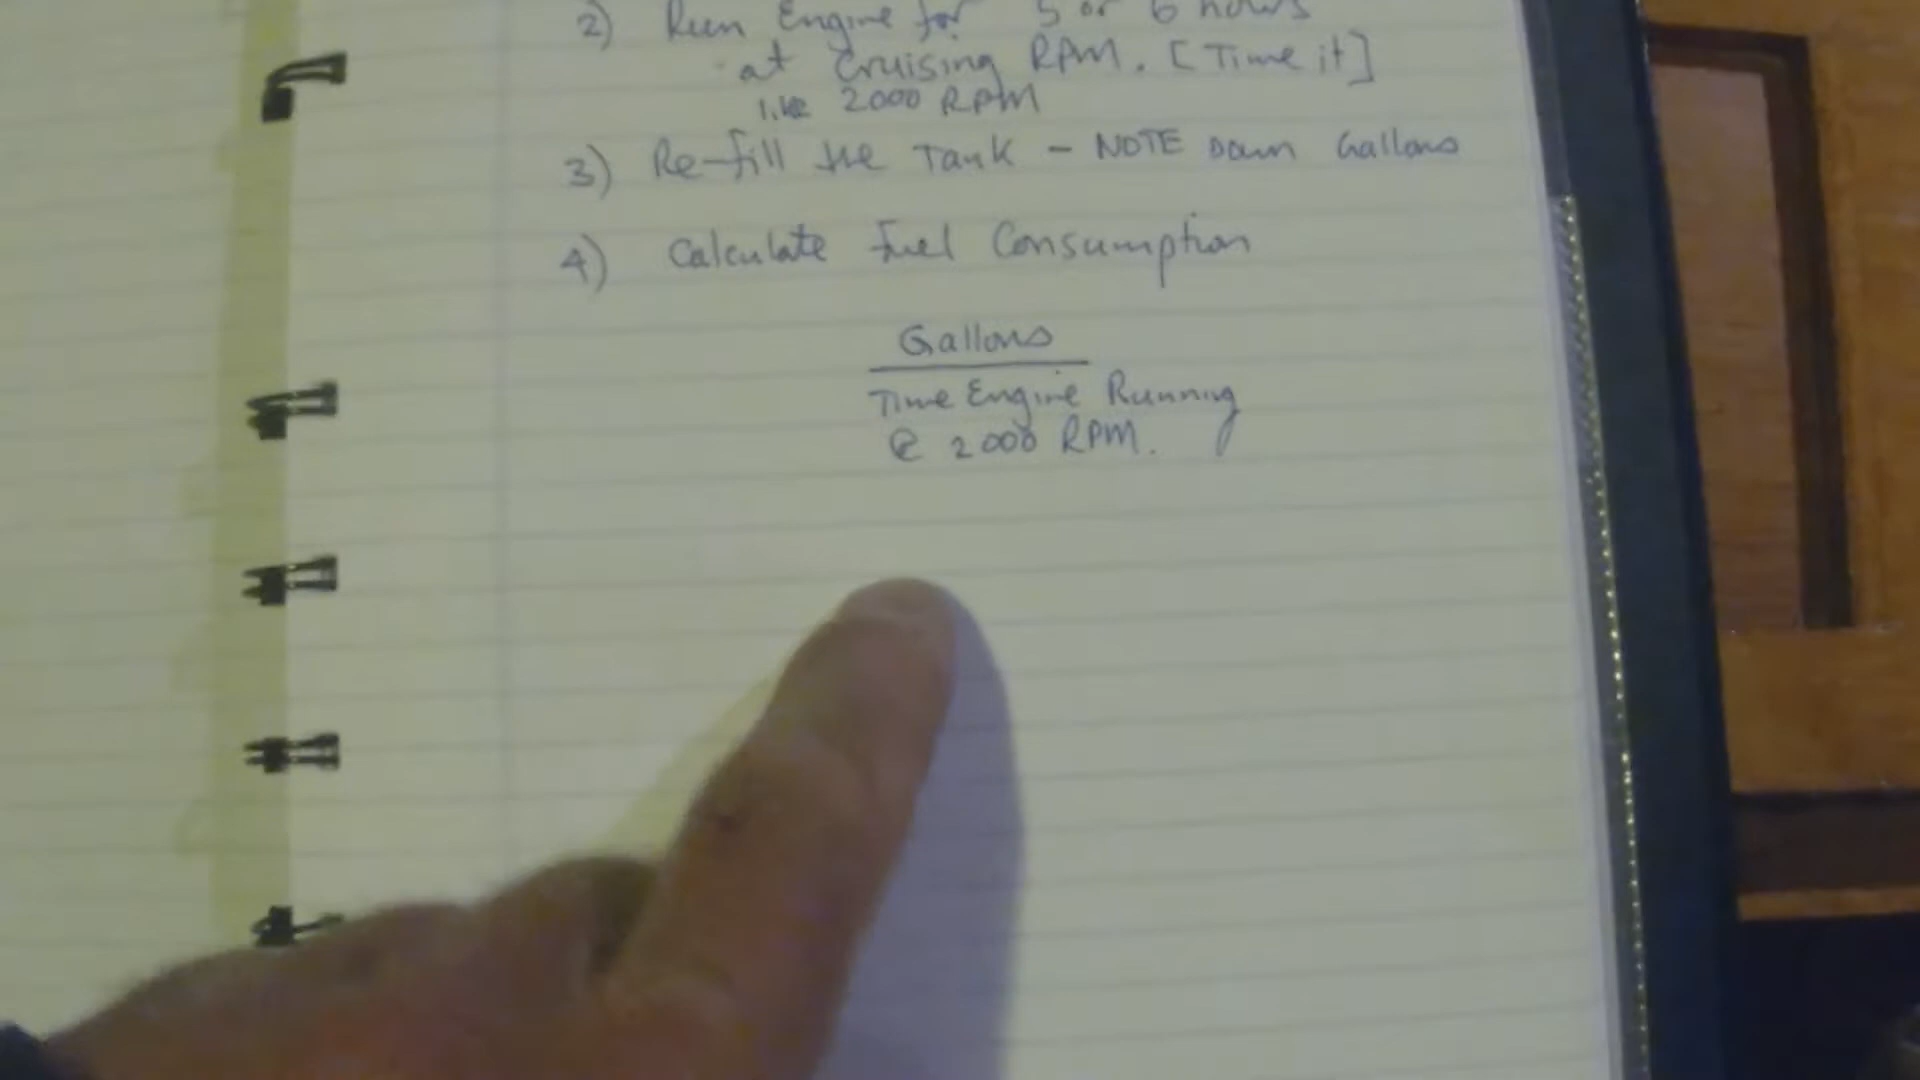 2) Run Engine for 5 or 6 hours
at Cruising RPM. [Time it]
like 2000 RPM
3) Re-fill the Tank - NOTE Down Gallons
4) Calculate Fuel Consumption
Gallons
Time Engine Running
@ 2000 RPM.